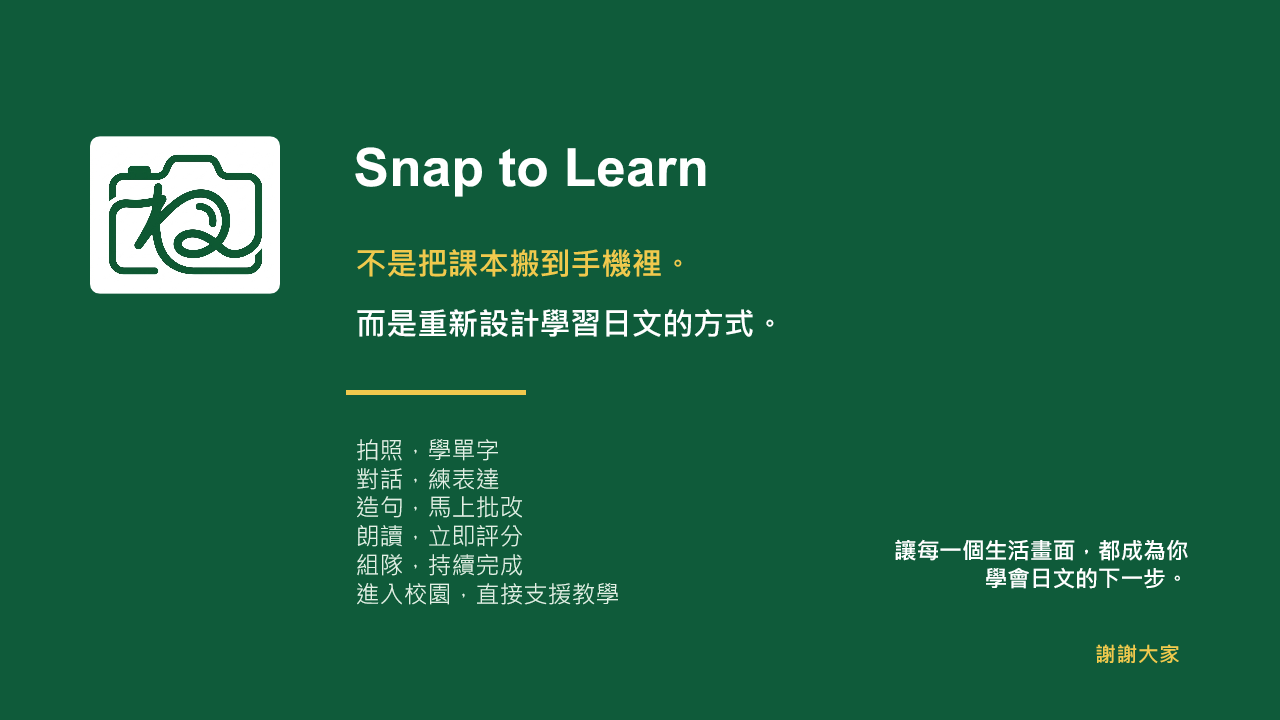 ね
Snap to Learn
不是把課本搬到手機裡。
而是重新設計學習日文的方式。
拍照，學單字
對話，練表達
造句，馬上批改
朗讀，立即評分
組隊，持續完成
進入校園，直接支援教學
讓每一個生活畫面，都成為你
學會日文的下一步。
謝謝大家